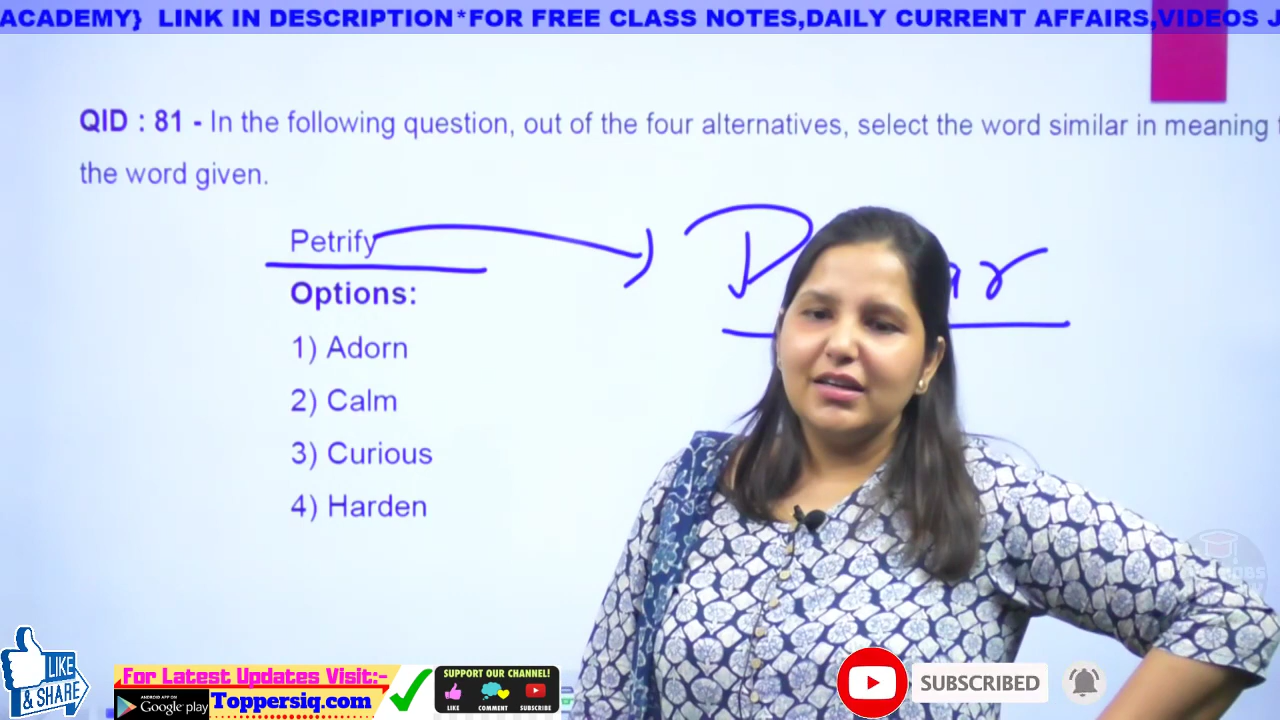 ACADEMY} LINK IN DESCRIPTION*FOR FREE CLASS NOTES,DAILY CURRENT AFFAIRS,VIDEOS J
QID : 81 - In the following question, out of the four alternatives, select the word similar in meaning
the word given.
Petrify
Options:
1) Adorn
2) Calm
3) Curious
4) Harden
LIKE
& SHARE
For Latest Updates Visit:-
ANDROID APP ON
Google play
Toppersiq.com
SUPPORT OUR CHANNEL!
LIKE
COMMENT
SUBSCRIBE
SUBSCRIBED